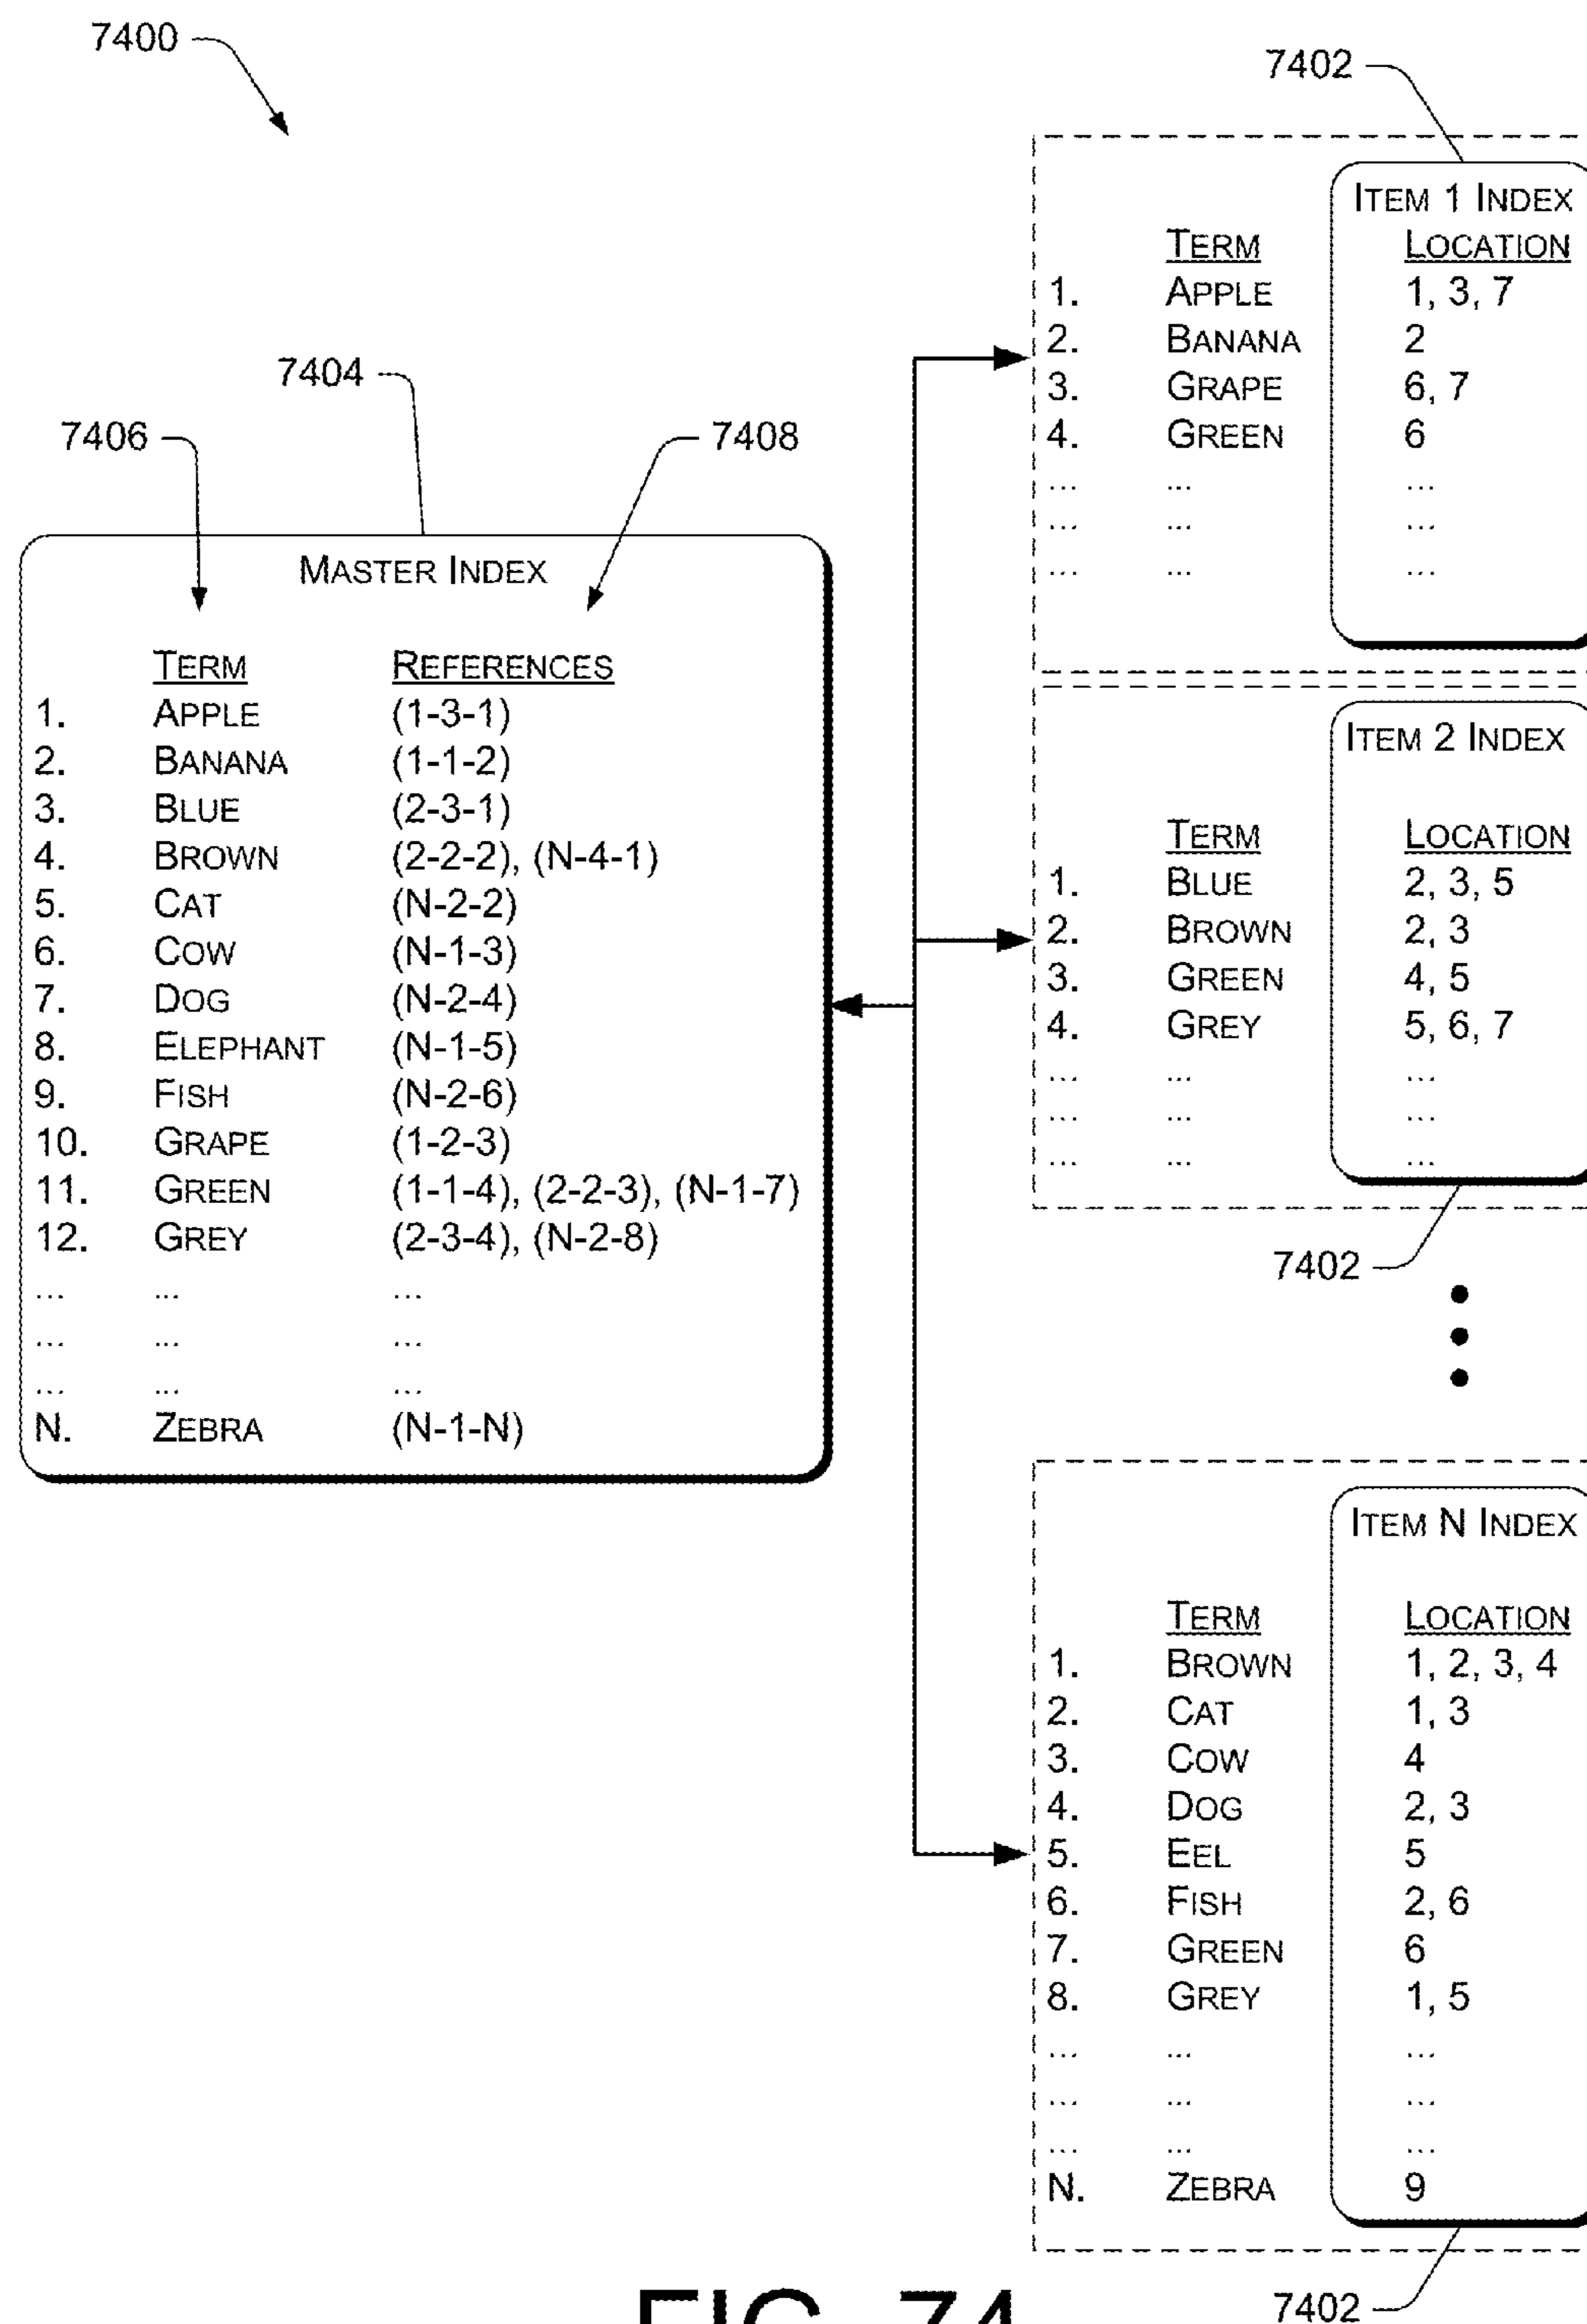 7400
7402
7404
7406
7408
MASTER INDEX
TERM REFERENCES
1. APPLE (1-3-1)
2. BANANA (1-1-2)
3. BLUE (2-3-1)
4. BROWN (2-2-2), (N-4-1)
5. CAT (N-2-2)
6. COW (N-1-3)
7. DOG (N-2-4)
8. ELEPHANT (N-1-5)
9. FISH (N-2-6)
10. GRAPE (1-2-3)
11. GREEN (1-1-4), (2-2-3), (N-1-7)
12. GREY (2-3-4), (N-2-8)
... ... ...
... ... ...
... ... ...
N. ZEBRA (N-1-N)
ITEM 1 INDEX
TERM LOCATION
1. APPLE 1, 3, 7
2. BANANA 2
3. GRAPE 6, 7
4. GREEN 6
... ... ...
... ... ...
... ... ...
ITEM 2 INDEX
TERM LOCATION
1. BLUE 2, 3, 5
2. BROWN 2, 3
3. GREEN 4, 5
4. GREY 5, 6, 7
... ... ...
... ... ...
... ... ...
7402
ITEM N INDEX
TERM LOCATION
1. BROWN 1, 2, 3, 4
2. CAT 1, 3
3. COW 4
4. DOG 2, 3
5. EEL 5
6. FISH 2, 6
7. GREEN 6
8. GREY 1, 5
... ... ...
... ... ...
... ... ...
N. ZEBRA 9
7402
FIG. 74